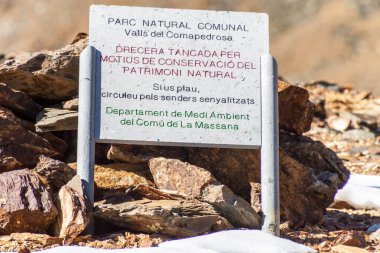 PARC NATURAL COMUNAL
Valls del Comapedrosa
DRECERA TANCADA PER
MOTIUS DE CONSERVACIÓ DEL
PATRIMONI NATURAL
Si us plau,
circuleu pels senders senyalitzats
Departament de Medi Ambient
del Comú de La Massana